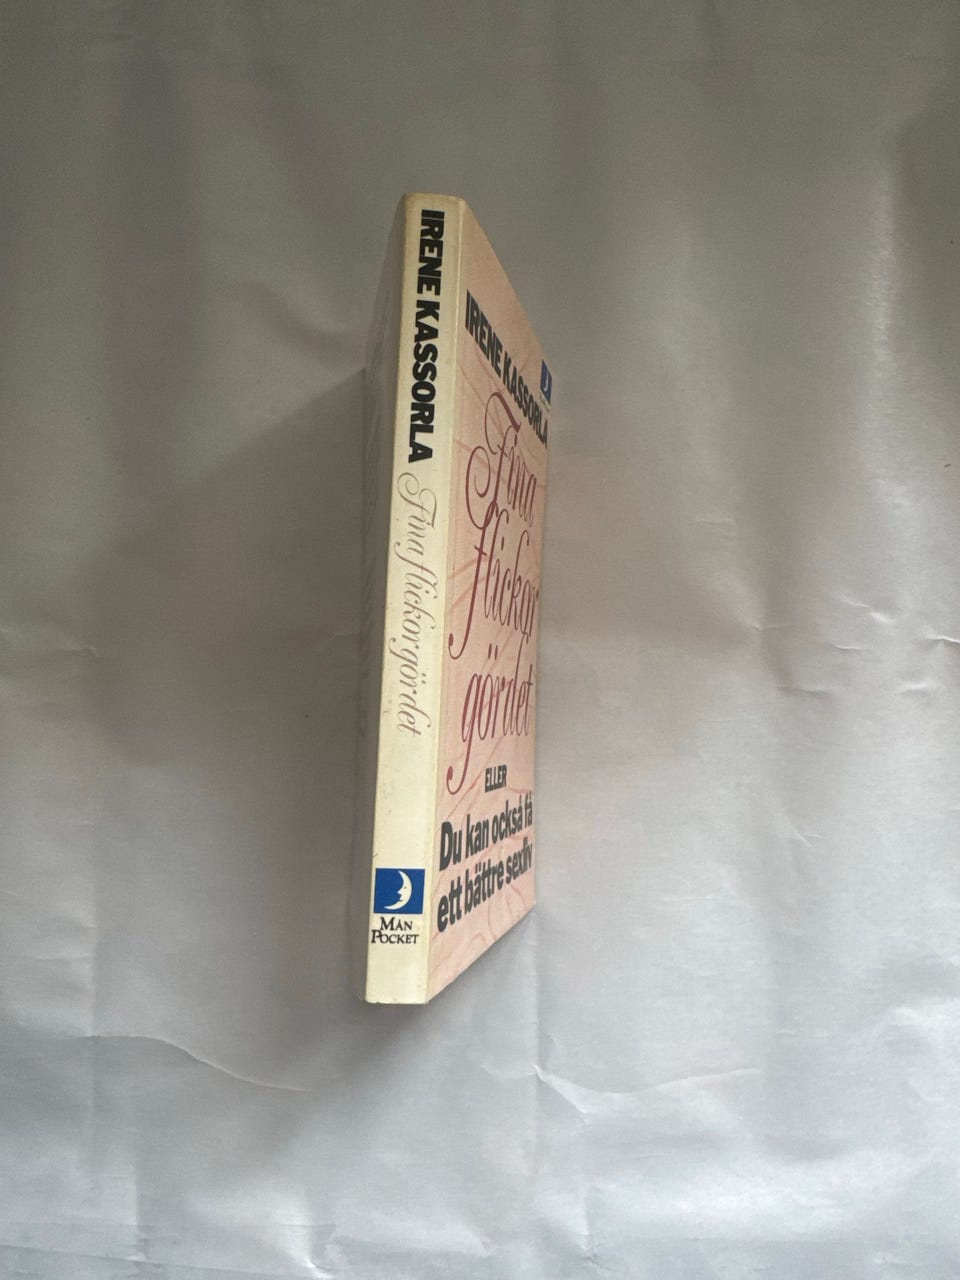 IRENE KASSORLA Fina flickor gör det
MÅN
POCKET
IRENE KASSORLA
Fina
flickor
gör det
ELLER
Du kan också få
ett bättre sexliv